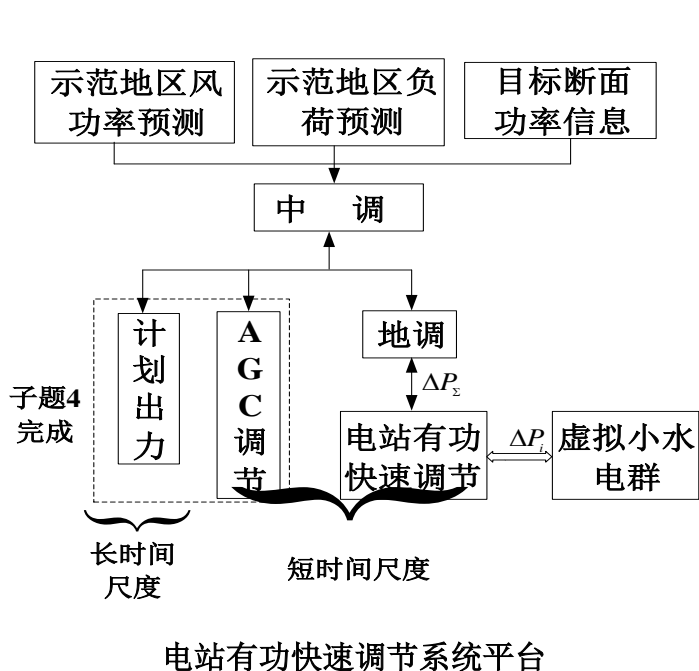 示范地区风
功率预测
示范地区负
荷预测
目标断面
功率信息
中 调
计
划
出
力
A
G
C
调
节
地调
子题4
完成
ΔP_Σ
电站有功
快速调节
ΔP_i
虚拟小水
电群
长时间
尺度
短时间尺度
电站有功快速调节系统平台